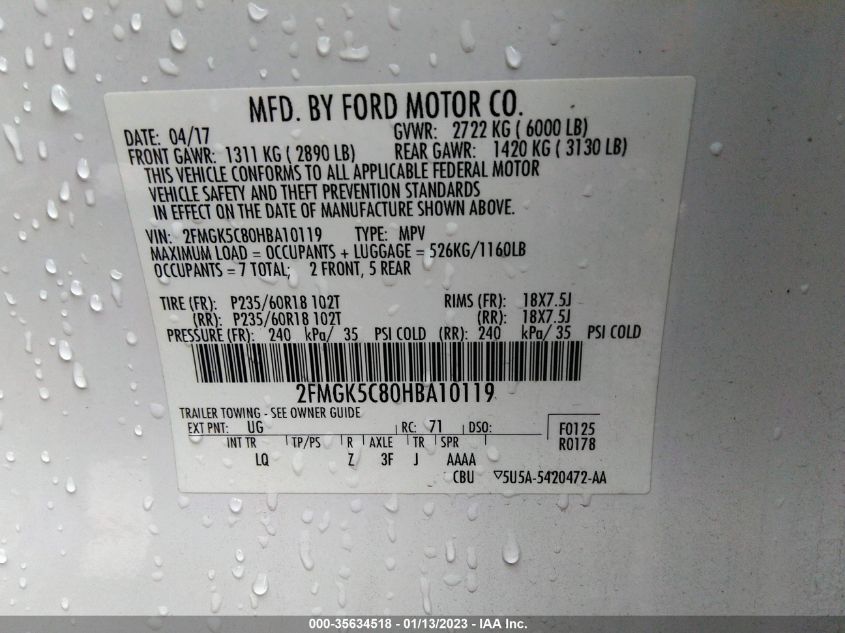 MFD. BY FORD MOTOR CO.
DATE: 04/17 GVWR: 2722 KG ( 6000 LB)
FRONT GAWR: 1311 KG ( 2890 LB) REAR GAWR: 1420 KG ( 3130 LB)
THIS VEHICLE CONFORMS TO ALL APPLICABLE FEDERAL MOTOR
VEHICLE SAFETY AND THEFT PREVENTION STANDARDS
IN EFFECT ON THE DATE OF MANUFACTURE SHOWN ABOVE.
VIN: 2FMGK5C80HBA10119 TYPE: MPV
MAXIMUM LOAD = OCCUPANTS + LUGGAGE = 526KG/1160LB
OCCUPANTS = 7 TOTAL; 2 FRONT, 5 REAR
TIRE (FR): P235/60R18 102T RIMS (FR): 18X7.5J
(RR): P235/60R18 102T (RR): 18X7.5J
PRESSURE (FR): 240 kPa/ 35 PSI COLD (RR): 240 kPa/ 35 PSI COLD
2FMGK5C80HBA10119
TRAILER TOWING - SEE OWNER GUIDE
EXT PNT: UG RC: 71 DSO: F0125
INT TR TP/PS R AXLE TR SPR R0178
LQ Z 3F J AAAA
CBU ▽5U5A-5420472-AA
000-35634518 - 01/13/2023 - IAA Inc.